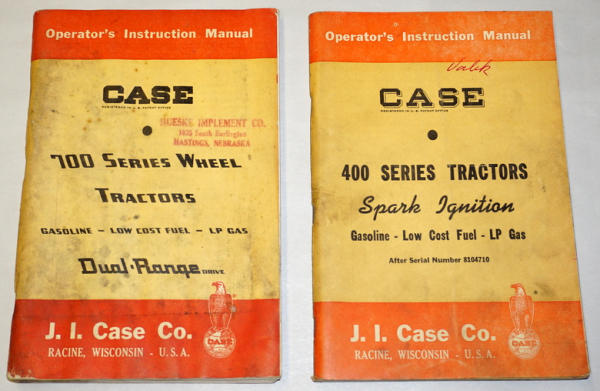 Operator's Instruction Manual
CASE
REGISTERED IN U. S. PATENT OFFICE
HUESKE IMPLEMENT CO.
1835 South Burlington
HASTINGS, NEBRASKA
700 SERIES WHEEL
TRACTORS
GASOLINE - LOW COST FUEL - LP GAS
Dual-Range DRIVE
J. I. Case Co.
RACINE, WISCONSIN - U. S. A.
CASE
Operator's Instruction Manual
CASE
REGISTERED IN U. S. PATENT OFFICE
400 SERIES TRACTORS
Spark Ignition
Gasoline - Low Cost Fuel - LP Gas
After Serial Number 8104710
J. I. Case Co.
RACINE, WISCONSIN - U. S. A.
CASE